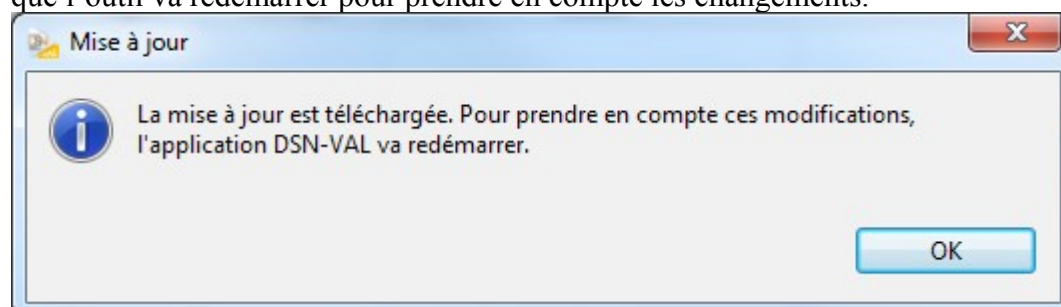 que l'outil va redémarrer pour prendre en compte les changements.
Mise à jour
La mise à jour est téléchargée. Pour prendre en compte ces modifications,
l'application DSN-VAL va redémarrer.
OK